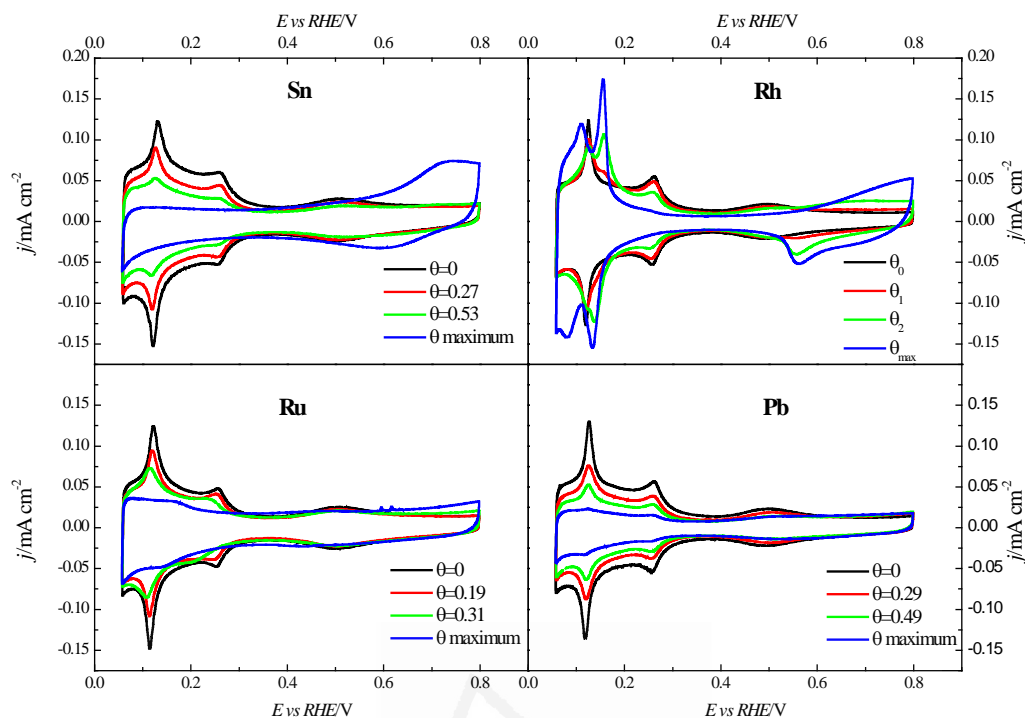 E vs RHE/V
E vs RHE/V
0.0 0.2 0.4 0.6 0.8 0.0 0.2 0.4 0.6 0.8
j/mA cm-2
0.15
0.10
0.05
0.00
-0.05
-0.10
-0.15
Sn
θ=0
θ=0.27
θ=0.53
θ maximum
Rh
θ0
θ1
θ2
θmax
0.20
0.15
0.10
0.05
0.00
-0.05
-0.10
-0.15
j/mA cm-2
j/mA cm-2
0.15
0.10
0.05
0.00
-0.05
-0.10
-0.15
Ru
θ=0
θ=0.19
θ=0.31
θ maximum
Pb
θ=0
θ=0.29
θ=0.49
θ maximum
0.15
0.10
0.05
0.00
-0.05
-0.10
-0.15
j/mA cm-2
0.0 0.2 0.4 0.6 0.8 0.0 0.2 0.4 0.6 0.8
E vs RHE/V
E vs RHE/V